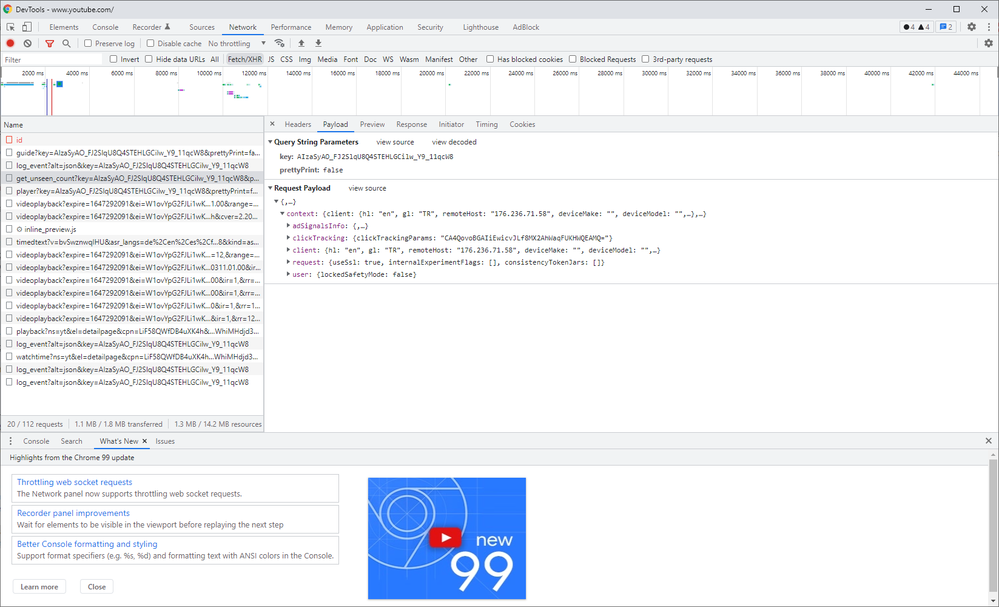 DevTools - www.youtube.com/
Elements Console Recorder Sources Network Performance Memory Application Security Lighthouse AdBlock 4 4 2
Preserve log Disable cache No throttling
Filter Invert Hide data URLs All Fetch/XHR JS CSS Img Media Font Doc WS Wasm Manifest Other Has blocked cookies Blocked Requests 3rd-party requests
2000 ms 4000 ms 6000 ms 8000 ms 10000 ms 12000 ms 14000 ms 16000 ms 18000 ms 20000 ms 22000 ms 24000 ms 26000 ms 28000 ms 30000 ms 32000 ms 34000 ms 36000 ms 38000 ms 40000 ms 42000 ms 44000 ms
Name
id
guide?key=AIzaSyAO_FJ2SlqU8Q4STEHLGCilw_Y9_11qcW8&prettyPrint=fa...
log_event?alt=json&key=AIzaSyAO_FJ2SlqU8Q4STEHLGCilw_Y9_11qcW8
get_unseen_count?key=AIzaSyAO_FJ2SlqU8Q4STEHLGCilw_Y9_11qcW8&p...
player?key=AIzaSyAO_FJ2SlqU8Q4STEHLGCilw_Y9_11qcW8&prettyPrint=f...
videoplayback?expire=1647292091&ei=W1ovYpG2FJLi1wK...1.00&range=...
videoplayback?expire=1647292091&ei=W1ovYpG2FJLi1wK...h&cver=2.20...
inline_preview.js
timedtext?v=bvSwznwqlHU&asr_langs=de%2Cen%2Ces%2Cf...8&kind=as...
videoplayback?expire=1647292091&ei=W1ovYpG2FJLi1wK...=12,&range=...
videoplayback?expire=1647292091&ei=W1ovYpG2FJLi1wK...0311.01.00&ir...
videoplayback?expire=1647292091&ei=W1ovYpG2FJLi1wK...00&ir=1,&rr=...
videoplayback?expire=1647292091&ei=W1ovYpG2FJLi1wK...00&ir=1,&rr=...
videoplayback?expire=1647292091&ei=W1ovYpG2FJLi1wK...0&ir=1,&rr=1...
videoplayback?expire=1647292091&ei=W1ovYpG2FJLi1wK...&ir=1,&rr=12...
playback?ns=yt&el=detailpage&cpn=LiF58QWfDB4uXK4h&...WhiMHdjd3...
log_event?alt=json&key=AIzaSyAO_FJ2SlqU8Q4STEHLGCilw_Y9_11qcW8
watchtime?ns=yt&el=detailpage&cpn=LiF58QWfDB4uXK4h...WhiMHdjd3...
log_event?alt=json&key=AIzaSyAO_FJ2SlqU8Q4STEHLGCilw_Y9_11qcW8
log_event?alt=json&key=AIzaSyAO_FJ2SlqU8Q4STEHLGCilw_Y9_11qcW8
20 / 112 requests 1.1 MB / 1.8 MB transferred 1.3 MB / 14.2 MB resources
Headers Payload Preview Response Initiator Timing Cookies
Query String Parameters view source view decoded
key: AIzaSyAO_FJ2SlqU8Q4STEHLGCilw_Y9_11qcW8
prettyPrint: false
Request Payload view source
{,…}
context: {client: {hl: "en", gl: "TR", remoteHost: "176.236.71.58", deviceMake: "", deviceModel: "",…},…}
adSignalsInfo: {,…}
clickTracking: {clickTrackingParams: "CA4QovoBGAIiEwicvJLf8MX2AhWaqFUKHWQEAMQ="}
client: {hl: "en", gl: "TR", remoteHost: "176.236.71.58", deviceMake: "", deviceModel: "",…}
request: {useSsl: true, internalExperimentFlags: [], consistencyTokenJars: []}
user: {lockedSafetyMode: false}
Console Search What's New Issues
Highlights from the Chrome 99 update
Throttling web socket requests
The Network panel now supports throttling web socket requests.
Recorder panel improvements
Wait for elements to be visible in the viewport before replaying the next step
Better Console formatting and styling
Support format specifiers (e.g. %s, %d) and formatting text with ANSI colors in the Console.
Learn more Close
new
99